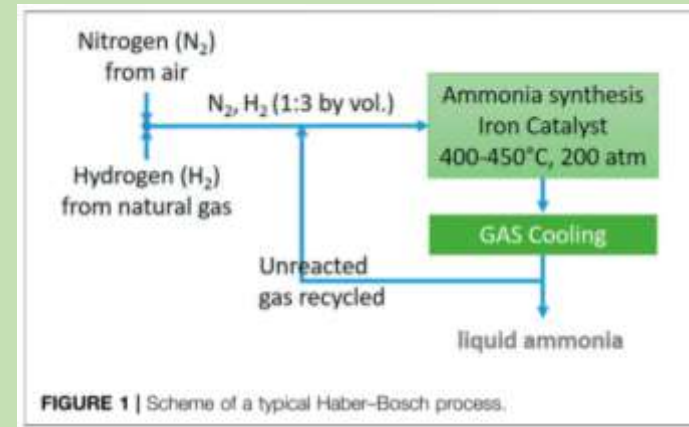 Nitrogen (N₂)
from air
N₂, H₂ (1:3 by vol.)
Hydrogen (H₂)
from natural gas
Ammonia synthesis
Iron Catalyst
400-450°C, 200 atm
GAS Cooling
Unreacted
gas recycled
liquid ammonia
FIGURE 1 | Scheme of a typical Haber–Bosch process.